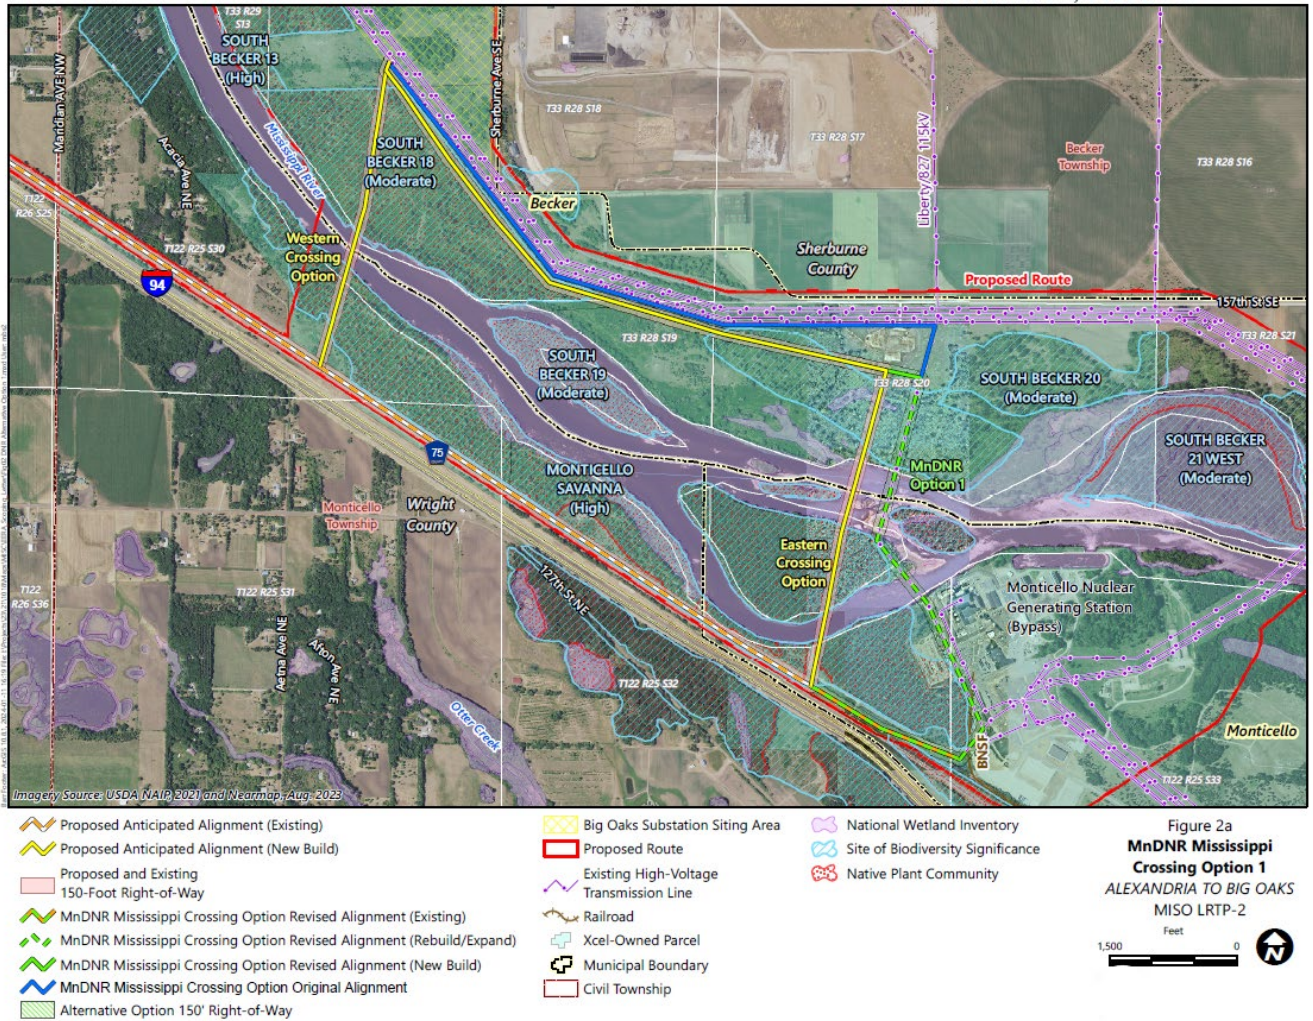 T33 R29
S13
SOUTH
BECKER 13
(High)
Maridian AVE NW
Acacia Ave NE
Mississippi River
SOUTH
BECKER 18
(Moderate)
Sherburne Ave SE
T33 R28 S18
T33 R28 S17
Liberty/827 115kV
Becker
Township
T33 R28 S16
T122
R26 S25
T122 R25 S30
94
Western
Crossing
Option
Becker
Sherburne
County
Proposed Route
157th St SE
T33 R28 S21
T33 R28 S19
SOUTH
BECKER 19
(Moderate)
T33 R28 S20
SOUTH BECKER 20
(Moderate)
SOUTH BECKER
21 WEST
(Moderate)
75
MONTICELLO
SAVANNA
(High)
MnDNR
Option 1
Monticello
Township
Wright
County
Eastern
Crossing
Option
Monticello Nuclear
Generating Station
(Bypass)
127th St NE
T122
R26 S36
T122 R25 S31
Aetna Ave NE
Afton Ave NE
Otter Creek
T122 R25 S32
BNSF
Monticello
T122 R25 S33
Imagery Source: USDA NAIP, 2021 and Nearmap, Aug. 2023
Proposed Anticipated Alignment (Existing)
Proposed Anticipated Alignment (New Build)
Proposed and Existing
150-Foot Right-of-Way
MnDNR Mississippi Crossing Option Revised Alignment (Existing)
MnDNR Mississippi Crossing Option Revised Alignment (Rebuild/Expand)
MnDNR Mississippi Crossing Option Revised Alignment (New Build)
MnDNR Mississippi Crossing Option Original Alignment
Alternative Option 150' Right-of-Way
Big Oaks Substation Siting Area
Proposed Route
Existing High-Voltage
Transmission Line
Railroad
Xcel-Owned Parcel
Municipal Boundary
Civil Township
National Wetland Inventory
Site of Biodiversity Significance
Native Plant Community
Figure 2a
MnDNR Mississippi
Crossing Option 1
ALEXANDRIA TO BIG OAKS
MISO LRTP-2
Feet
1,500 0
N